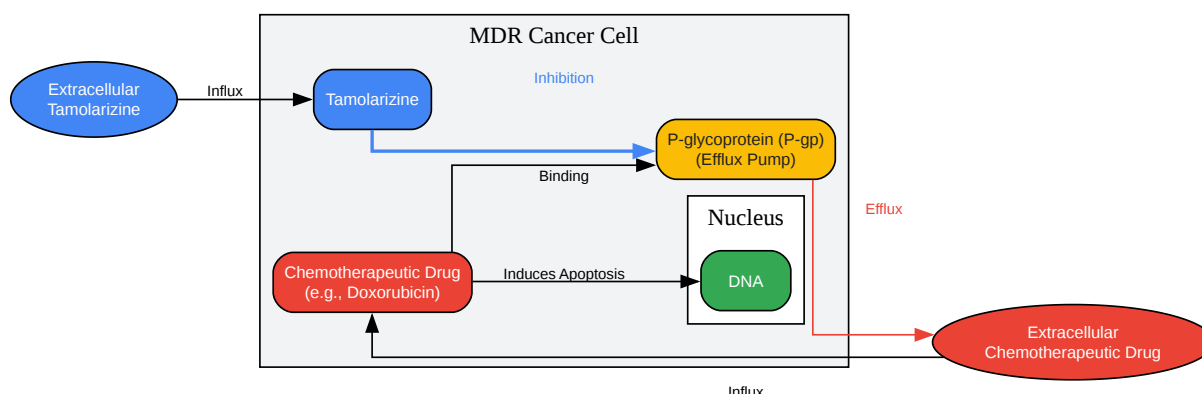 MDR Cancer Cell
Inhibition
Extracellular
Tamolarizine
Influx
Tamolarizine
P-glycoprotein (P-gp)
(Efflux Pump)
Binding
Efflux
Nucleus
Chemotherapeutic Drug
(e.g., Doxorubicin)
Induces Apoptosis
DNA
Extracellular
Chemotherapeutic Drug
Influx